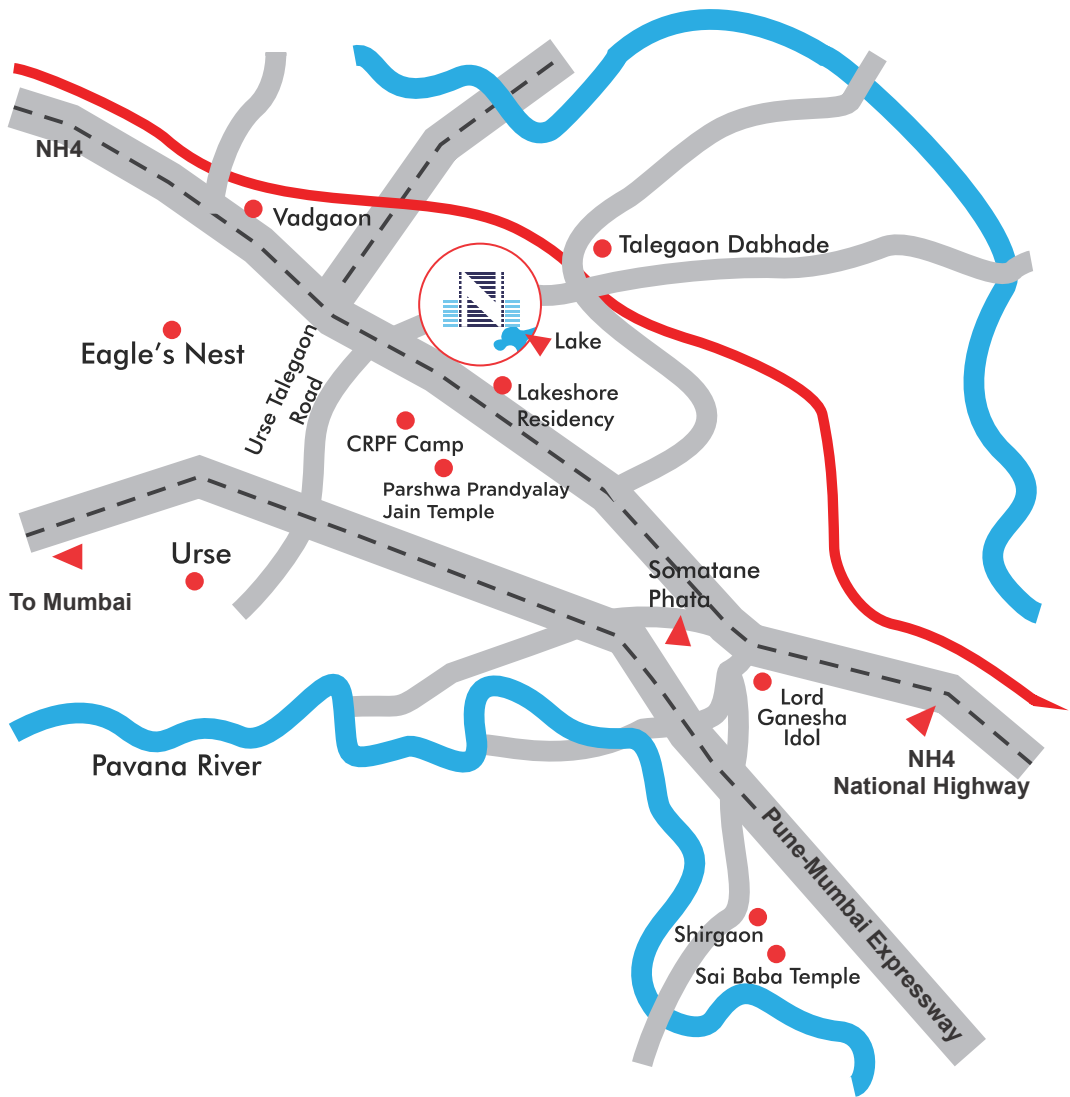 NH4
Vadgaon
Talegaon Dabhade
Eagle's Nest
Lake
Urse Talegaon
Road
Lakeshore
Residency
CRPF Camp
Parshwa Prandyalay
Jain Temple
Urse
To Mumbai
Somatane
Phata
Lord
Ganesha
Idol
NH4
National Highway
Pavana River
Pune-Mumbai Expressway
Shirgaon
Sai Baba Temple